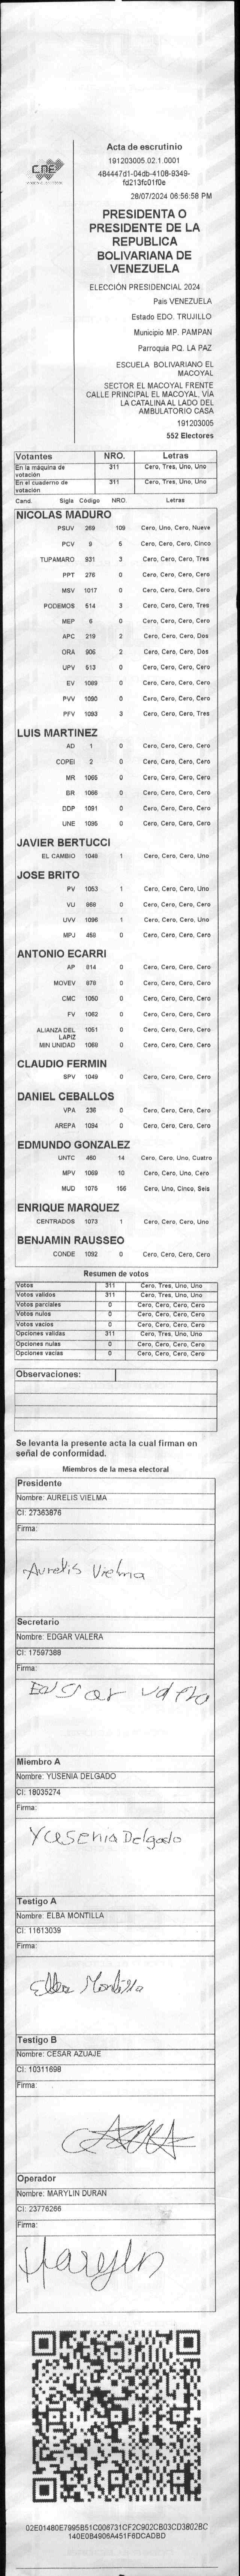 CNE
Acta de escrutinio
191203005.02.1.0001
484447d1-04db-4108-9349-
fd213fc01f0e
28/07/2024 06:56:58 PM
PRESIDENTA O
PRESIDENTE DE LA
REPUBLICA
BOLIVARIANA DE
VENEZUELA
ELECCIÓN PRESIDENCIAL 2024
País VENEZUELA
Estado EDO. TRUJILLO
Municipio MP. PAMPAN
Parroquia PQ. LA PAZ
ESCUELA BOLIVARIANO EL
MACOYAL
SECTOR EL MACOYAL FRENTE
CALLE PRINCIPAL EL MACOYAL, VÍA
LA CATALINA AL LADO DEL
AMBULATORIO CASA
191203005
552 Electores
Votantes NRO. Letras
En la máquina de votación 311 Cero, Tres, Uno, Uno
En el cuaderno de votación 311 Cero, Tres, Uno, Uno
Cand. Sigla Código NRO. Letras
NICOLAS MADURO
PSUV 269 109 Cero, Uno, Cero, Nueve
PCV 9 5 Cero, Cero, Cero, Cinco
TUPAMARO 931 3 Cero, Cero, Cero, Tres
PPT 276 0 Cero, Cero, Cero, Cero
MSV 1017 0 Cero, Cero, Cero, Cero
PODEMOS 514 3 Cero, Cero, Cero, Tres
MEP 6 0 Cero, Cero, Cero, Cero
APC 219 2 Cero, Cero, Cero, Dos
ORA 906 2 Cero, Cero, Cero, Dos
UPV 513 0 Cero, Cero, Cero, Cero
EV 1089 0 Cero, Cero, Cero, Cero
PVV 1090 0 Cero, Cero, Cero, Cero
PFV 1093 3 Cero, Cero, Cero, Tres
LUIS MARTINEZ
AD 1 0 Cero, Cero, Cero, Cero
COPEI 2 0 Cero, Cero, Cero, Cero
MR 1065 0 Cero, Cero, Cero, Cero
BR 1066 0 Cero, Cero, Cero, Cero
DDP 1091 0 Cero, Cero, Cero, Cero
UNE 1095 0 Cero, Cero, Cero, Cero
JAVIER BERTUCCI
EL CAMBIO 1048 1 Cero, Cero, Cero, Uno
JOSE BRITO
PV 1053 1 Cero, Cero, Cero, Uno
VU 868 0 Cero, Cero, Cero, Cero
UVV 1096 1 Cero, Cero, Cero, Uno
MPJ 458 0 Cero, Cero, Cero, Cero
ANTONIO ECARRI
AP 814 0 Cero, Cero, Cero, Cero
MOVEV 878 0 Cero, Cero, Cero, Cero
CMC 1050 0 Cero, Cero, Cero, Cero
FV 1062 0 Cero, Cero, Cero, Cero
ALIANZA DEL LAPIZ 1051 0 Cero, Cero, Cero, Cero
MIN UNIDAD 1068 0 Cero, Cero, Cero, Cero
CLAUDIO FERMIN
SPV 1049 0 Cero, Cero, Cero, Cero
DANIEL CEBALLOS
VPA 236 0 Cero, Cero, Cero, Cero
AREPA 1094 0 Cero, Cero, Cero, Cero
EDMUNDO GONZALEZ
UNTC 460 14 Cero, Cero, Uno, Cuatro
MPV 1069 10 Cero, Cero, Uno, Cero
MUD 1075 156 Cero, Uno, Cinco, Seis
ENRIQUE MARQUEZ
CENTRADOS 1073 1 Cero, Cero, Cero, Uno
BENJAMIN RAUSSEO
CONDE 1092 0 Cero, Cero, Cero, Cero
Resumen de votos
Votos 311 Cero, Tres, Uno, Uno
Votos validos 311 Cero, Tres, Uno, Uno
Votos parciales 0 Cero, Cero, Cero, Cero
Votos nulos 0 Cero, Cero, Cero, Cero
Votos vacios 0 Cero, Cero, Cero, Cero
Opciones validas 311 Cero, Tres, Uno, Uno
Opciones nulas 0 Cero, Cero, Cero, Cero
Opciones vacías 0 Cero, Cero, Cero, Cero
Observaciones:
Se levanta la presente acta la cual firman en
señal de conformidad.
Miembros de la mesa electoral
Presidente
Nombre: AURELIS VIELMA
CI: 27363876
Firma:
Aurelis Vielma
Secretario
Nombre: EDGAR VALERA
CI: 17597388
Firma:
Edgar
Miembro A
Nombre: YUSENIA DELGADO
CI: 18035274
Firma:
Yusenia Delgado
Testigo A
Nombre: ELBA MONTILLA
CI: 11613039
Firma:
Montilla
Testigo B
Nombre: CESAR AZUAJE
CI: 10311698
Firma:
Operador
Nombre: MARYLIN DURAN
CI: 23776266
Firma:
Marylin
02E01480E7995B51C006731CF2C902CB03CD3802BC
140E0B4906A451F6DCADBD